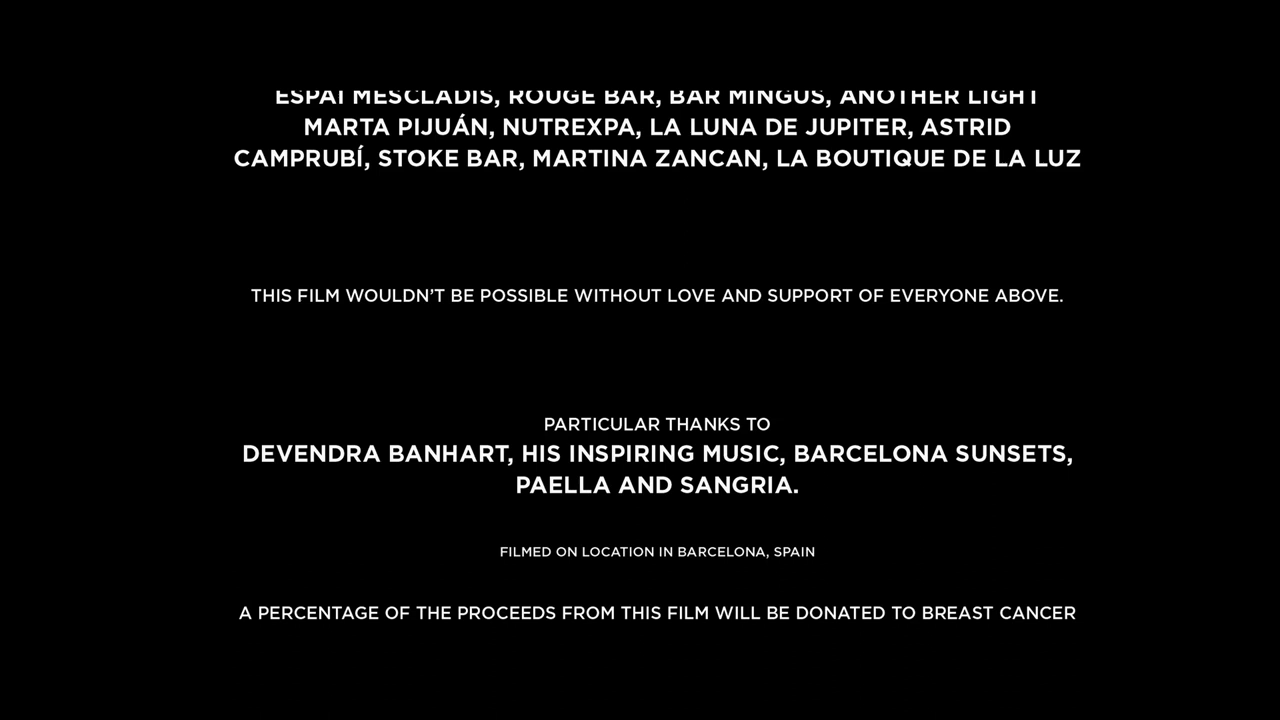 ESPAI MESCLADIS, ROUGE BAR, BAR MINGUS, ANOTHER LIGHT
MARTA PIJUÁN, NUTREXPA, LA LUNA DE JUPITER, ASTRID
CAMPRUBÍ, STOKE BAR, MARTINA ZANCAN, LA BOUTIQUE DE LA LUZ
THIS FILM WOULDN’T BE POSSIBLE WITHOUT LOVE AND SUPPORT OF EVERYONE ABOVE.
PARTICULAR THANKS TO
DEVENDRA BANHART, HIS INSPIRING MUSIC, BARCELONA SUNSETS,
PAELLA AND SANGRIA.
FILMED ON LOCATION IN BARCELONA, SPAIN
A PERCENTAGE OF THE PROCEEDS FROM THIS FILM WILL BE DONATED TO BREAST CANCER